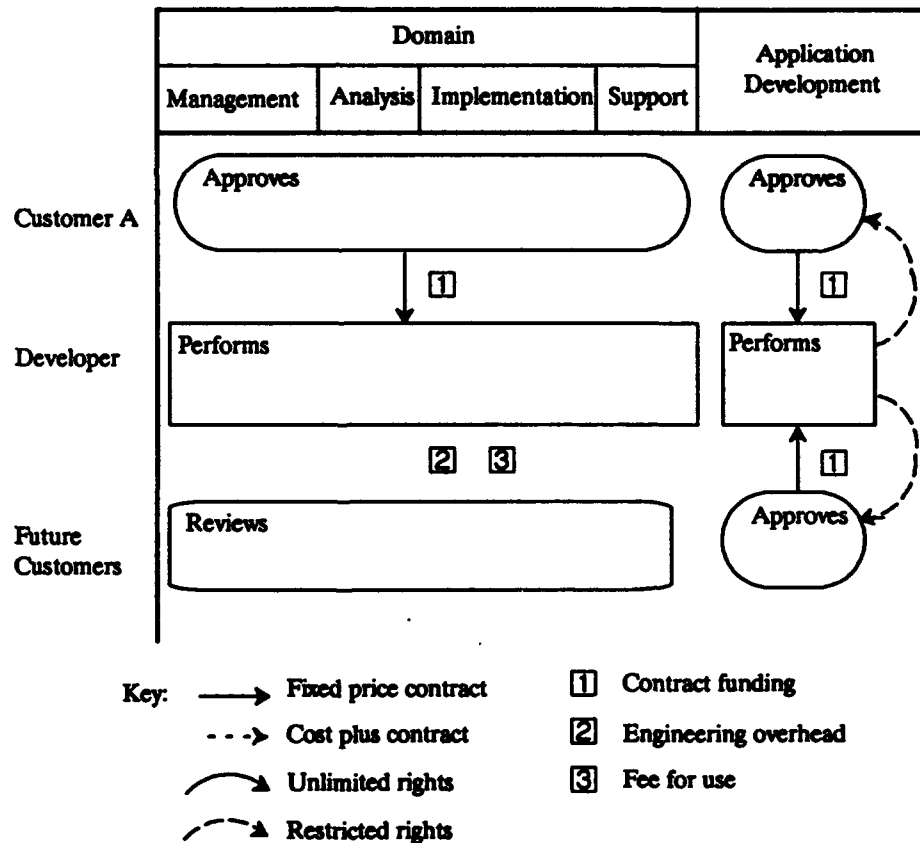 Domain
Application
Development
Management Analysis Implementation Support
Approves Approves
Customer A
1 1
Developer
Performs Performs
2 3 1
Reviews Approves
Future
Customers
Key: Fixed price contract 1 Contract funding
Cost plus contract 2 Engineering overhead
Unlimited rights 3 Fee for use
Restricted rights